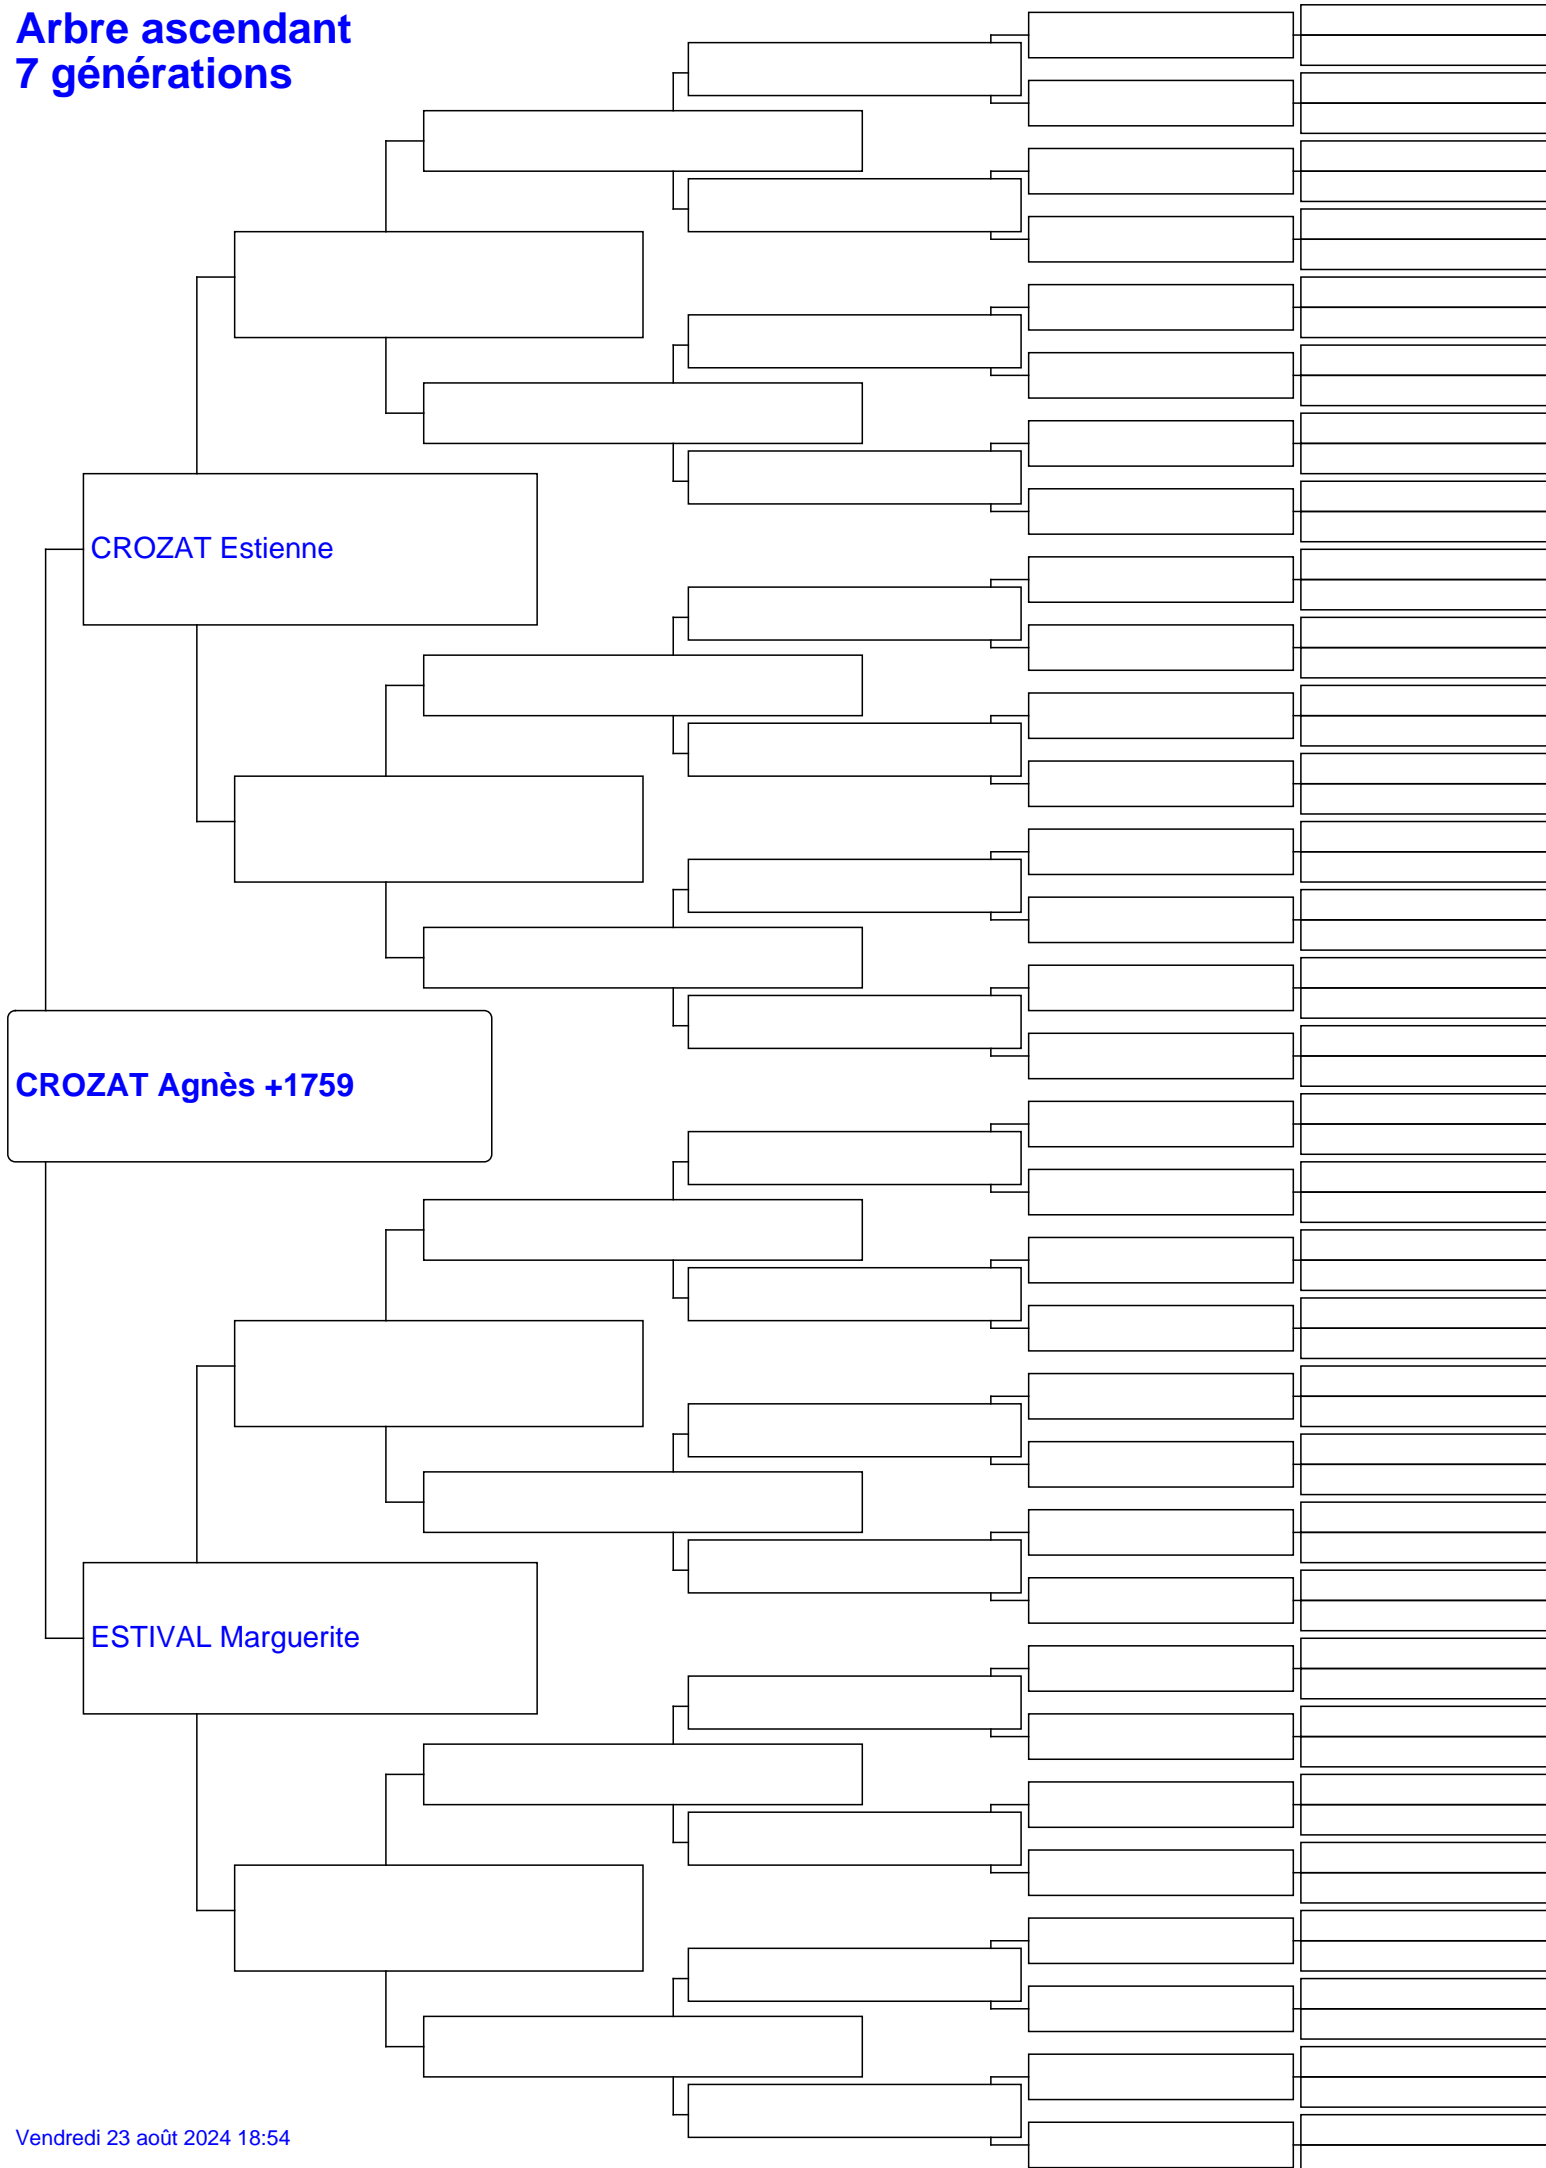 Arbre ascendant
7 générations
CROZAT Estienne
CROZAT Agnès +1759
ESTIVAL Marguerite
Vendredi 23 août 2024 18:54